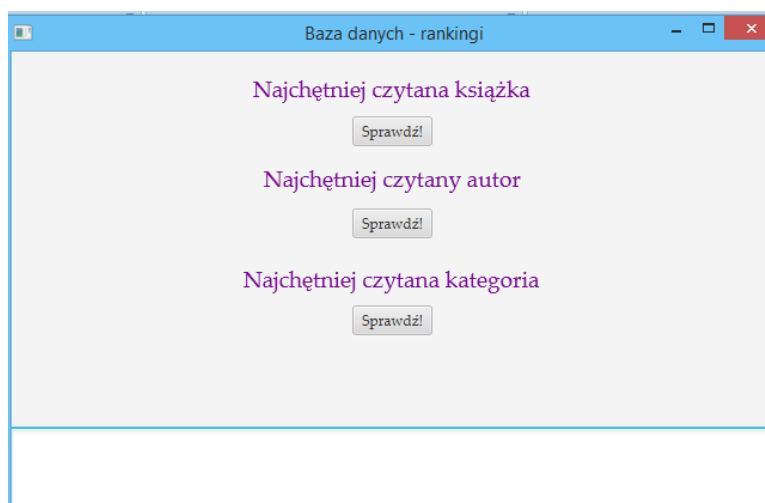 Baza danych - rankingi
Najchętniej czytana książka
Sprawdź!
Najchętniej czytany autor
Sprawdź!
Najchętniej czytana kategoria
Sprawdź!